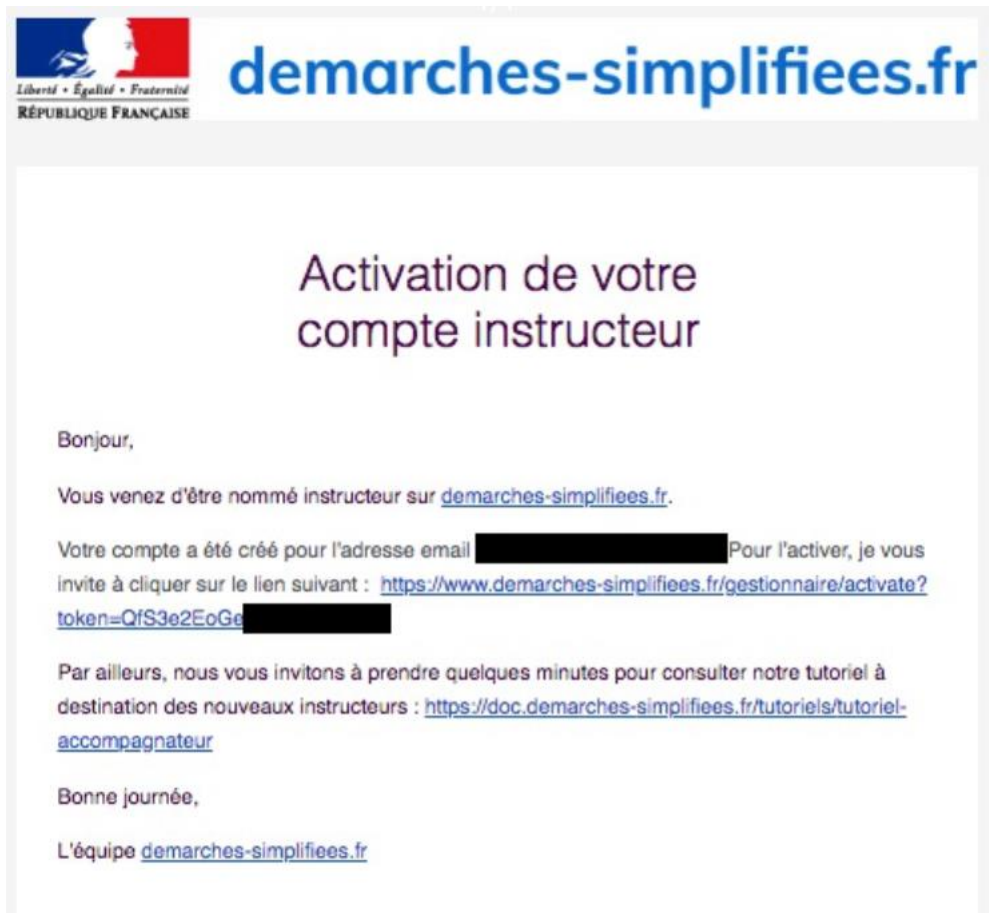 Liberté • Égalité • Fraternité
RÉPUBLIQUE FRANÇAISE
demarches-simplifiees.fr
Activation de votre
compte instructeur
Bonjour,
Vous venez d'être nommé instructeur sur demarches-simplifiees.fr.
Votre compte a été créé pour l'adresse email Pour l'activer, je vous
invite à cliquer sur le lien suivant : https://www.demarches-simplifiees.fr/gestionnaire/activate?
token=QfS3e2EoGe
Par ailleurs, nous vous invitons à prendre quelques minutes pour consulter notre tutoriel à
destination des nouveaux instructeurs : https://doc.demarches-simplifiees.fr/tutoriels/tutoriel-
accompagnateur
Bonne journée,
L'équipe demarches-simplifiees.fr